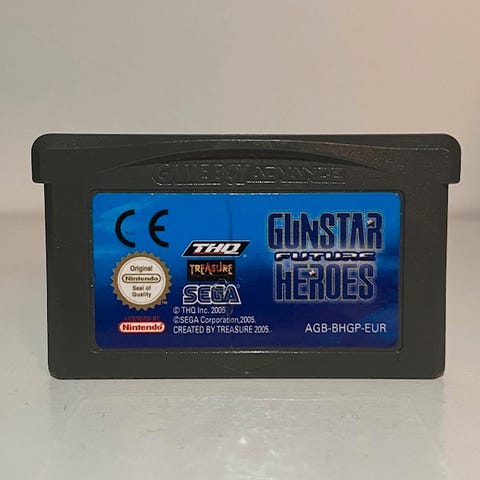 GAME BOY ADVANCE
CE
THQ
TREASURE
SEGA
GUNSTAR
FUTURE
HEROES
Original
Nintendo
Seal of
Quality
LICENSED BY
Nintendo
© THQ Inc. 2005
©SEGA Corporation, 2005.
CREATED BY TREASURE 2005.
AGB-BHGP-EUR